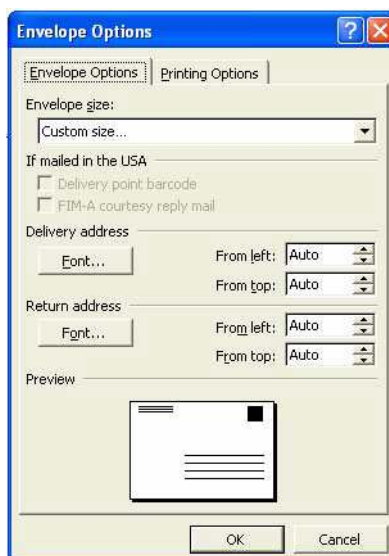 Envelope Options
Envelope Options Printing Options
Envelope size:
Custom size...
If mailed in the USA
Delivery point barcode
FIM-A courtesy reply mail
Delivery address
Font... From left: Auto
From top: Auto
Return address
Font... From left: Auto
From top: Auto
Preview
OK Cancel